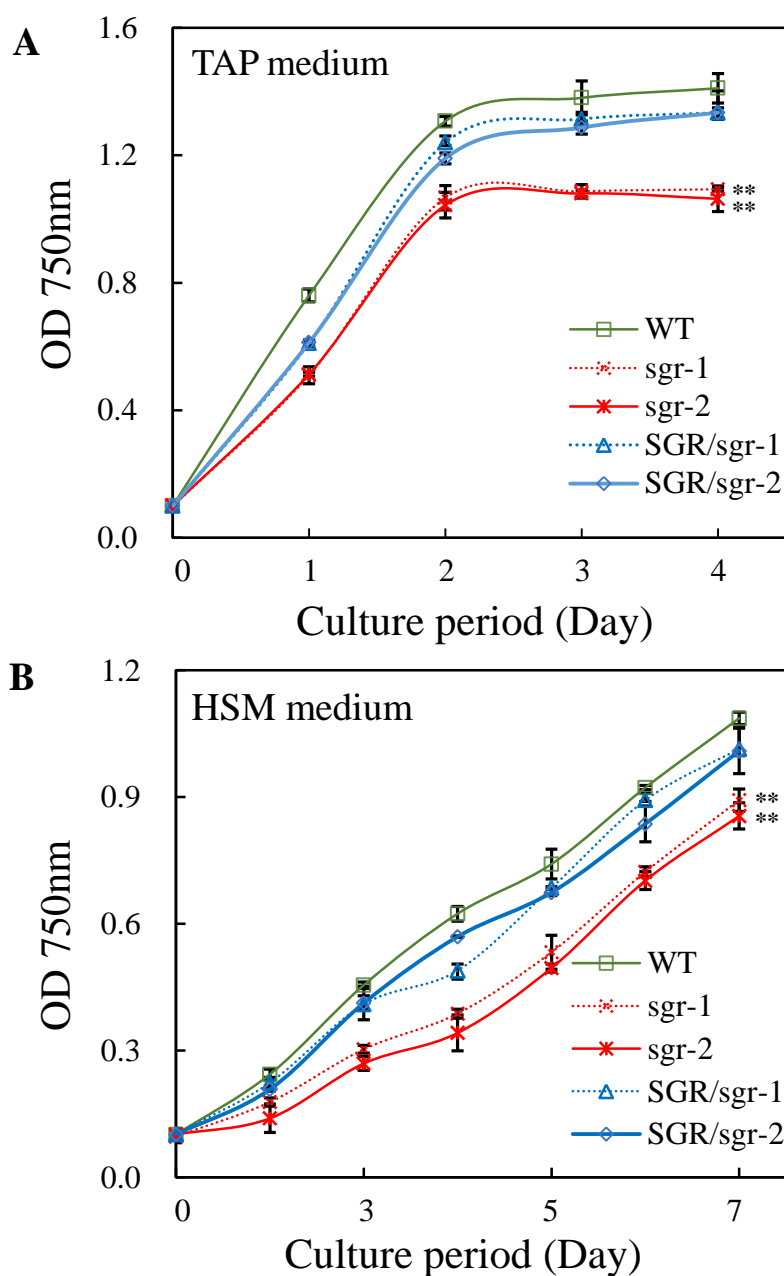 A
TAP medium
1.6
1.2
0.8
0.4
0.0
OD 750nm
**
**
WT
sgr-1
sgr-2
SGR/sgr-1
SGR/sgr-2
0 1 2 3 4
Culture period (Day)
B
HSM medium
1.2
0.9
0.6
0.3
0.0
OD 750nm
**
**
WT
sgr-1
sgr-2
SGR/sgr-1
SGR/sgr-2
0 3 5 7
Culture period (Day)